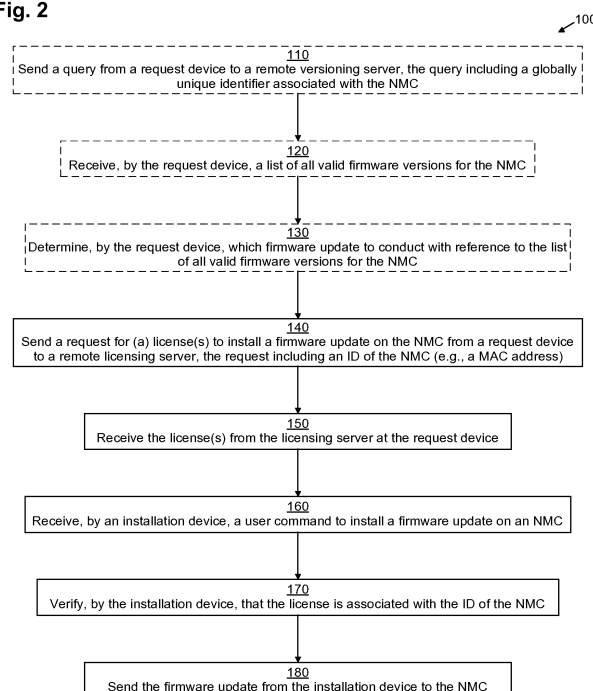 Fig. 2
100
110
Send a query from a request device to a remote versioning server, the query including a globally
unique identifier associated with the NMC
120
Receive, by the request device, a list of all valid firmware versions for the NMC
130
Determine, by the request device, which firmware update to conduct with reference to the list
of all valid firmware versions for the NMC
140
Send a request for (a) license(s) to install a firmware update on the NMC from a request device
to a remote licensing server, the request including an ID of the NMC (e.g., a MAC address)
150
Receive the license(s) from the licensing server at the request device
160
Receive, by an installation device, a user command to install a firmware update on an NMC
170
Verify, by the installation device, that the license is associated with the ID of the NMC
180
Send the firmware update from the installation device to the NMC